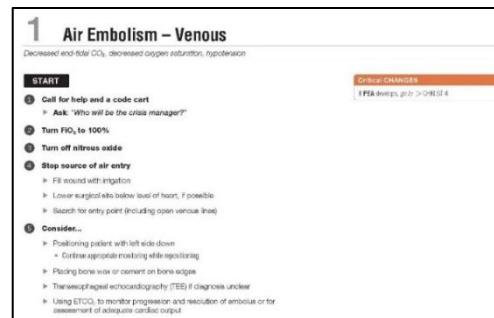 1 Air Embolism – Venous
Decreased end-tidal CO₂, decreased oxygen saturation, hypotension
START
1 Call for help and a code cart
▶ Ask: "Who will be the crisis manager?"
2 Turn FiO₂ to 100%
3 Turn off nitrous oxide
4 Stop source of air entry
▶ Fill wound with irrigation
▶ Lower surgical site below level of heart, if possible
▶ Search for entry point (including open venous lines)
5 Consider...
▶ Positioning patient with left side down
• Continue appropriate monitoring while repositioning
▶ Placing bone wax or cement on bone edges
▶ Transesophageal echocardiography (TEE) if diagnosis unclear
▶ Using ETCO₂ to monitor progression and resolution of embolus or for
assessment of adequate cardiac output
Critical CHANGES
If PEA develops, go to